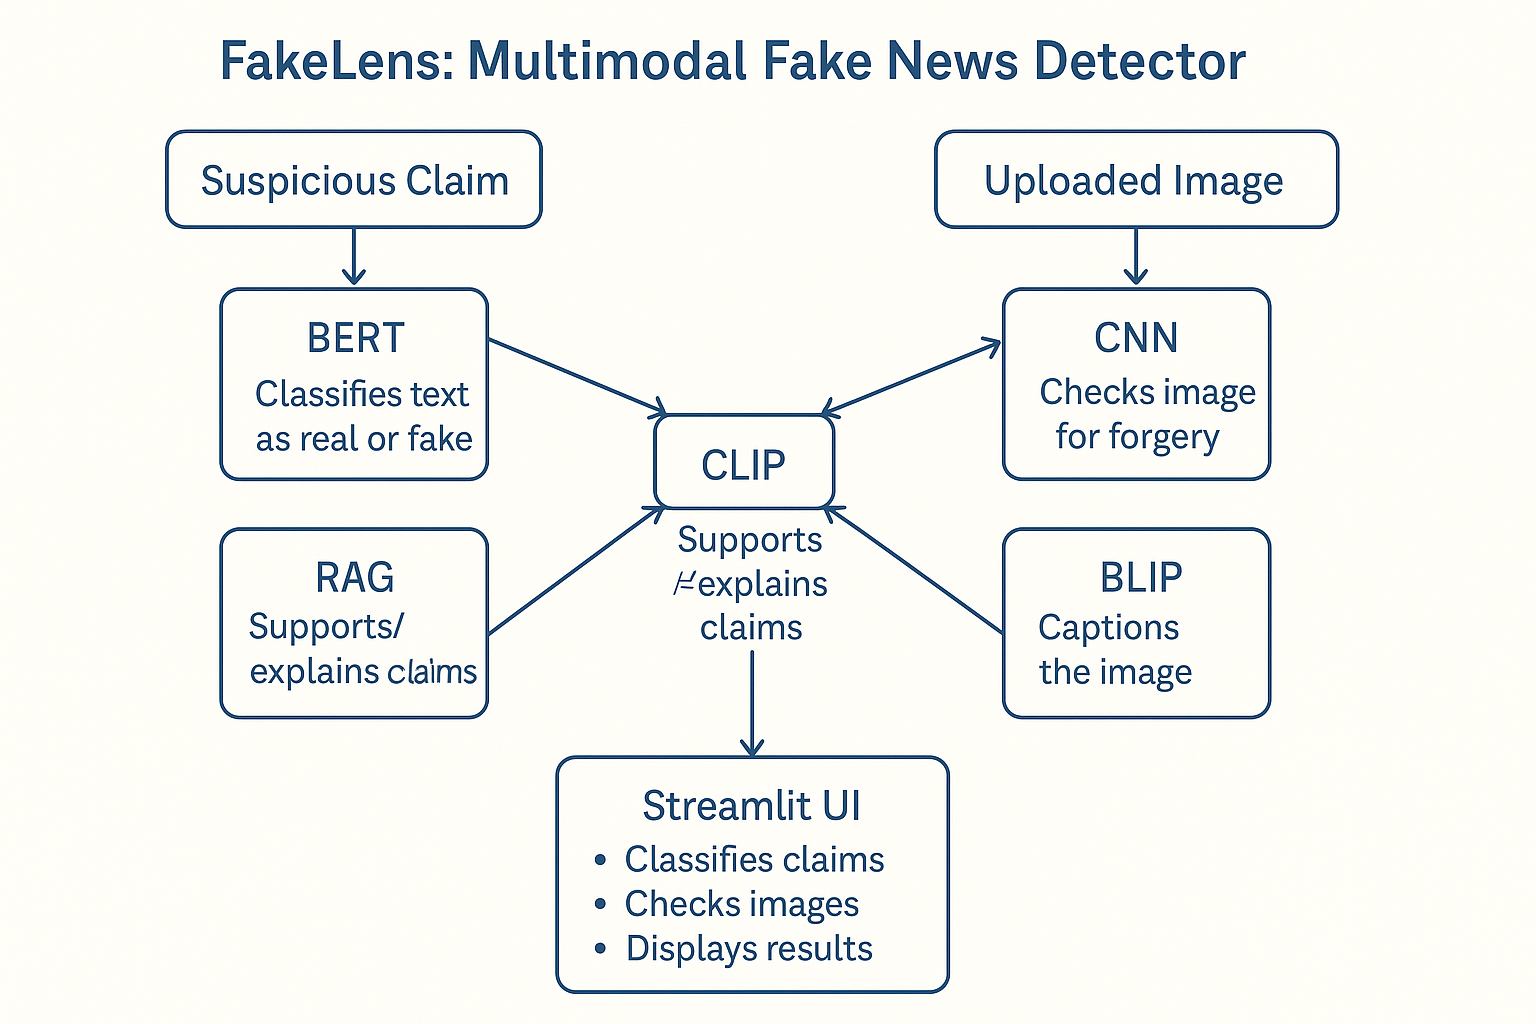 FakeLens: Multimodal Fake News Detector
Suspicious Claim
Uploaded Image
BERT
Classifies text
as real or fake
CNN
Checks image
for forgery
CLIP
Supports
explains
claims
RAG
Supports/
explains claims
BLIP
Captions
the image
Streamlit UI
• Classifies claims
• Checks images
• Displays results